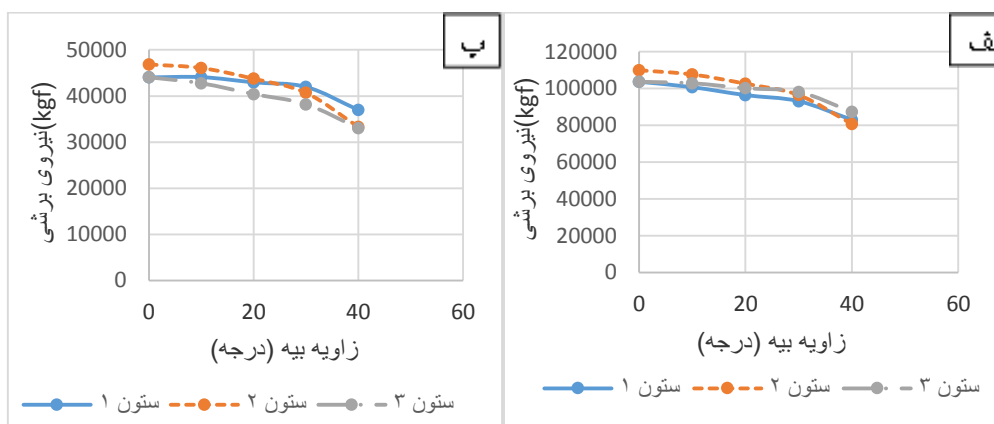 ب
50000
40000
30000
20000
10000
0
0 20 40 60
نیروی برشی(kgf)
زاویه بیه (درجه)
ستون ۱ ستون ۲ ستون ۳
ف
120000
100000
80000
60000
40000
20000
0
0 20 40 60
نیروی برشی(kgf)
زاویه بیه (درجه)
ستون ۱ ستون ۲ ستون ۳